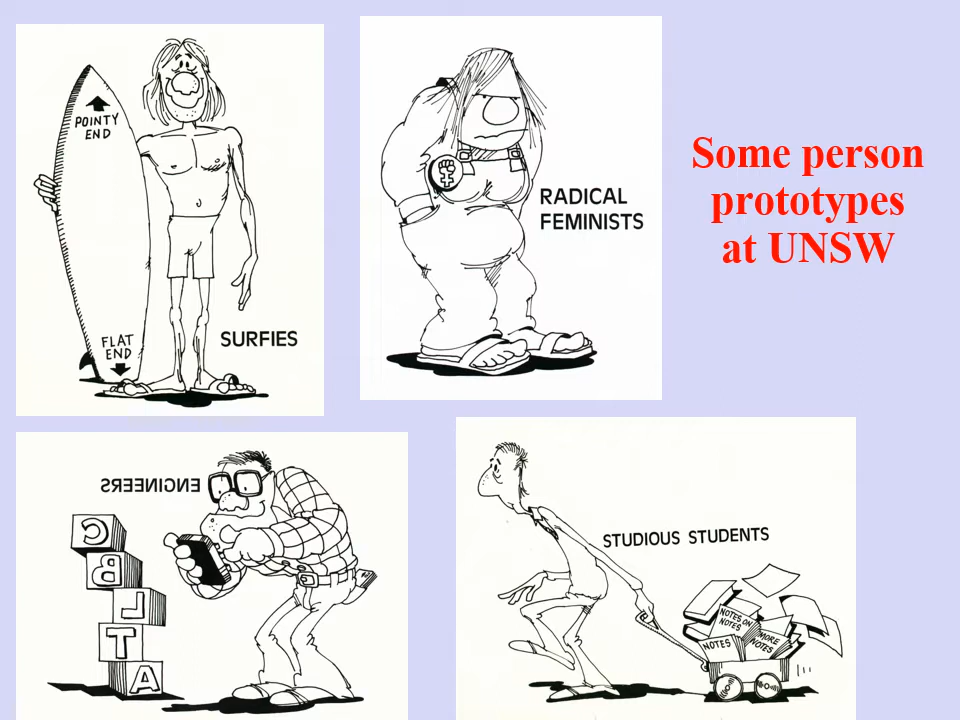 Some person
prototypes
at UNSW
POINTY
END
FLAT
END
SURFIES
RADICAL
FEMINISTS
ENGINEERS
C
B
L
T
A
STUDIOUS STUDENTS
NOTES ON
NOTES
NOTES
MORE
NOTES